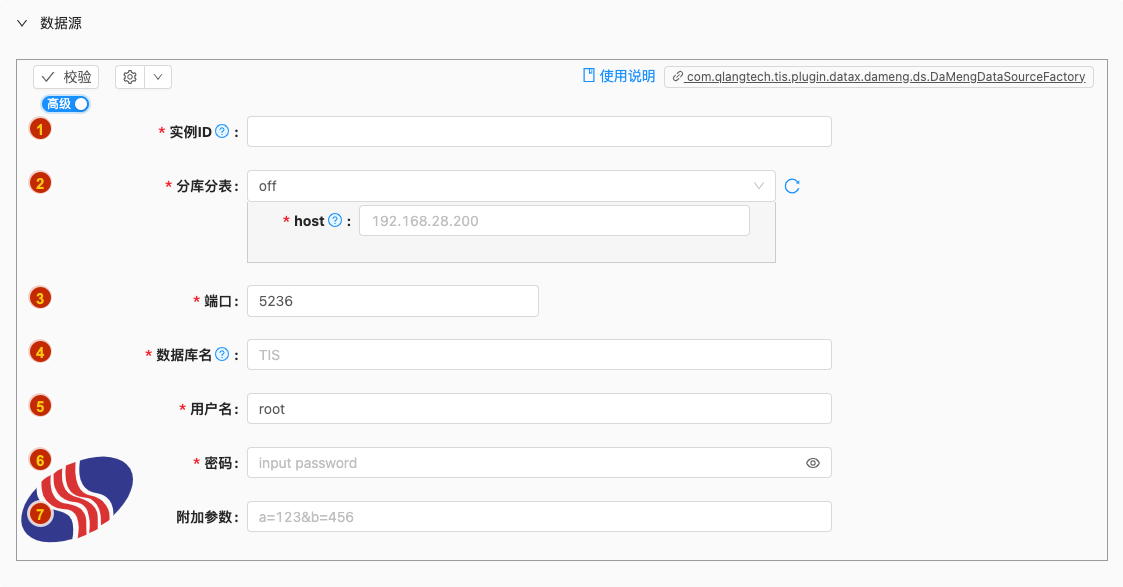 数据源
校验 使用说明 com.qlangtech.tis.plugin.datax.dameng.ds.DaMengDataSourceFactory
高级
1 * 实例ID ? :
2 * 分库分表: off
* host ? : 192.168.28.200
3 * 端口: 5236
4 * 数据库名 ? : TIS
5 * 用户名: root
6 * 密码: input password
7 附加参数: a=123&b=456